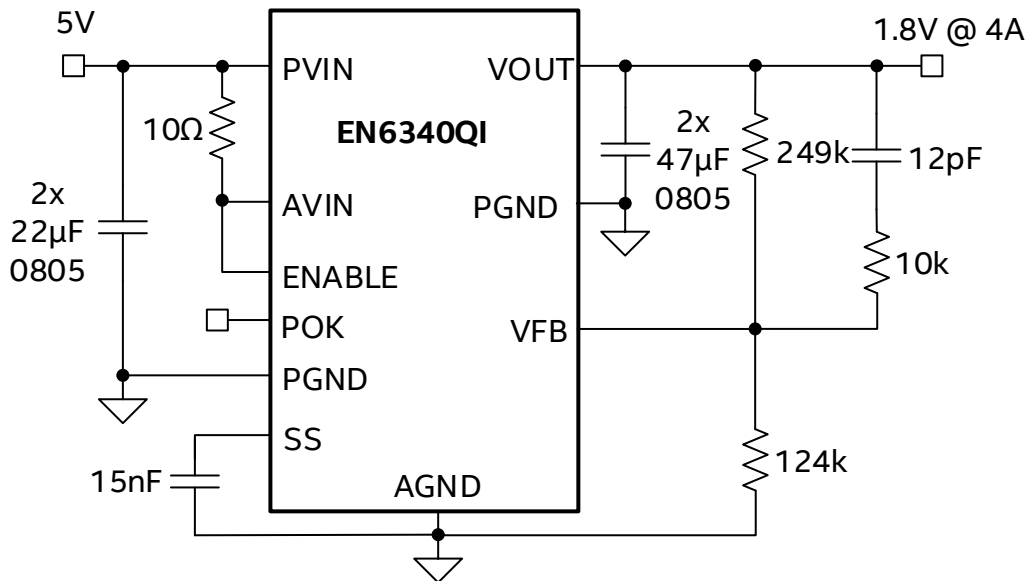 5V
1.8V @ 4A
PVIN
VOUT
10Ω
EN6340QI
2x
47µF
0805
249k
12pF
2x
22µF
0805
AVIN
PGND
ENABLE
10k
POK
VFB
PGND
SS
15nF
AGND
124k